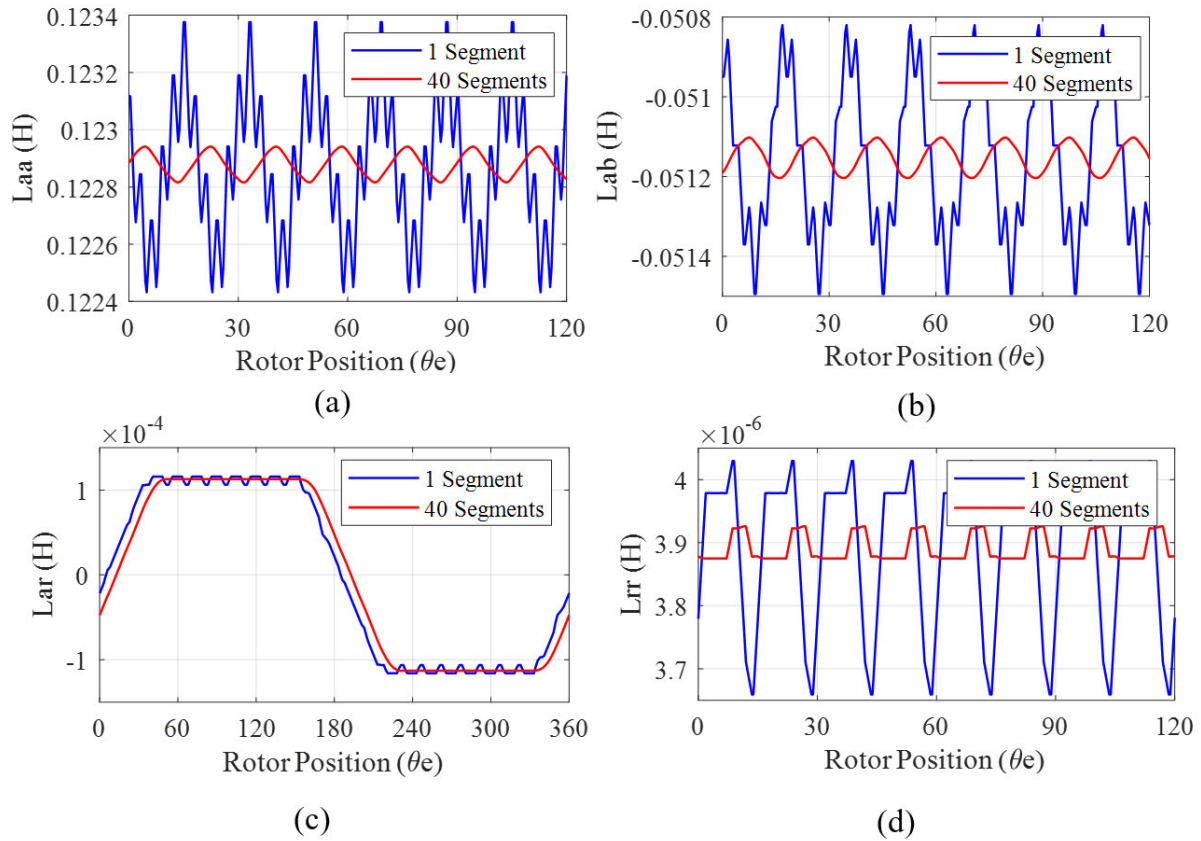 0.1234
0.1232
0.123
0.1228
0.1226
0.1224
Laa (H)
1 Segment
40 Segments
0 30 60 90 120
Rotor Position (θe)
(a)
-0.0508
-0.051
-0.0512
-0.0514
Lab (H)
1 Segment
40 Segments
0 30 60 90 120
Rotor Position (θe)
(b)
×10⁻⁴
1
0
-1
Lar (H)
1 Segment
40 Segments
0 60 120 180 240 300 360
Rotor Position (θe)
(c)
×10⁻⁶
4
3.9
3.8
3.7
Lrr (H)
1 Segment
40 Segments
0 30 60 90 120
Rotor Position (θe)
(d)